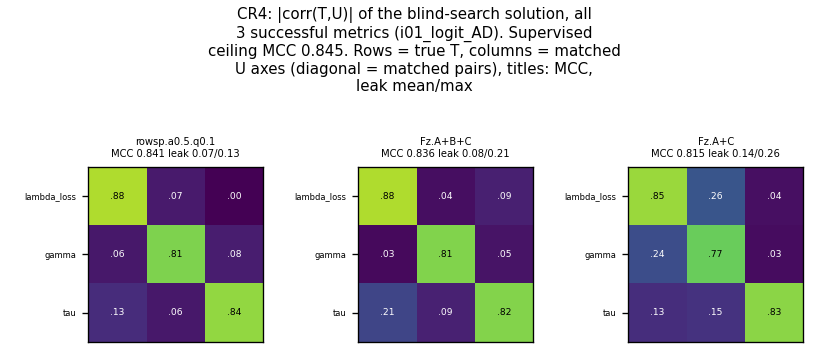 CR4: |corr(T,U)| of the blind-search solution, all
3 successful metrics (i01_logit_AD). Supervised
ceiling MCC 0.845. Rows = true T, columns = matched
U axes (diagonal = matched pairs), titles: MCC,
leak mean/max
rowsp.a0.5.q0.1
MCC 0.841 leak 0.07/0.13
lambda_loss .88 .07 .00
gamma .06 .81 .08
tau .13 .06 .84
Fz.A+B+C
MCC 0.836 leak 0.08/0.21
lambda_loss .88 .04 .09
gamma .03 .81 .05
tau .21 .09 .82
Fz.A+C
MCC 0.815 leak 0.14/0.26
lambda_loss .85 .26 .04
gamma .24 .77 .03
tau .13 .15 .83